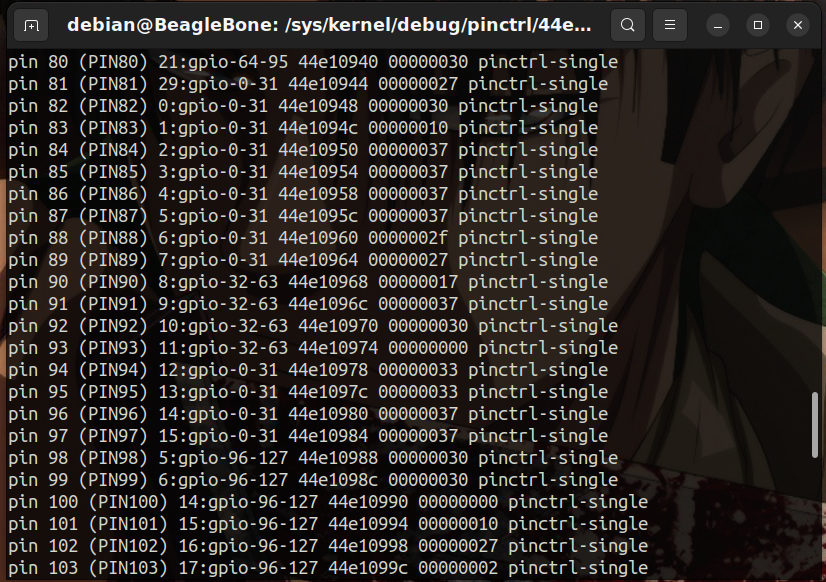 debian@BeagleBone: /sys/kernel/debug/pinctrl/44e...
pin 80 (PIN80) 21:gpio-64-95 44e10940 00000030 pinctrl-single
pin 81 (PIN81) 29:gpio-0-31 44e10944 00000027 pinctrl-single
pin 82 (PIN82) 0:gpio-0-31 44e10948 00000030 pinctrl-single
pin 83 (PIN83) 1:gpio-0-31 44e1094c 00000010 pinctrl-single
pin 84 (PIN84) 2:gpio-0-31 44e10950 00000037 pinctrl-single
pin 85 (PIN85) 3:gpio-0-31 44e10954 00000037 pinctrl-single
pin 86 (PIN86) 4:gpio-0-31 44e10958 00000037 pinctrl-single
pin 87 (PIN87) 5:gpio-0-31 44e1095c 00000037 pinctrl-single
pin 88 (PIN88) 6:gpio-0-31 44e10960 0000002f pinctrl-single
pin 89 (PIN89) 7:gpio-0-31 44e10964 00000027 pinctrl-single
pin 90 (PIN90) 8:gpio-32-63 44e10968 00000017 pinctrl-single
pin 91 (PIN91) 9:gpio-32-63 44e1096c 00000037 pinctrl-single
pin 92 (PIN92) 10:gpio-32-63 44e10970 00000030 pinctrl-single
pin 93 (PIN93) 11:gpio-32-63 44e10974 00000000 pinctrl-single
pin 94 (PIN94) 12:gpio-0-31 44e10978 00000033 pinctrl-single
pin 95 (PIN95) 13:gpio-0-31 44e1097c 00000033 pinctrl-single
pin 96 (PIN96) 14:gpio-0-31 44e10980 00000037 pinctrl-single
pin 97 (PIN97) 15:gpio-0-31 44e10984 00000037 pinctrl-single
pin 98 (PIN98) 5:gpio-96-127 44e10988 00000030 pinctrl-single
pin 99 (PIN99) 6:gpio-96-127 44e1098c 00000030 pinctrl-single
pin 100 (PIN100) 14:gpio-96-127 44e10990 00000000 pinctrl-single
pin 101 (PIN101) 15:gpio-96-127 44e10994 00000010 pinctrl-single
pin 102 (PIN102) 16:gpio-96-127 44e10998 00000027 pinctrl-single
pin 103 (PIN103) 17:gpio-96-127 44e1099c 00000002 pinctrl-single